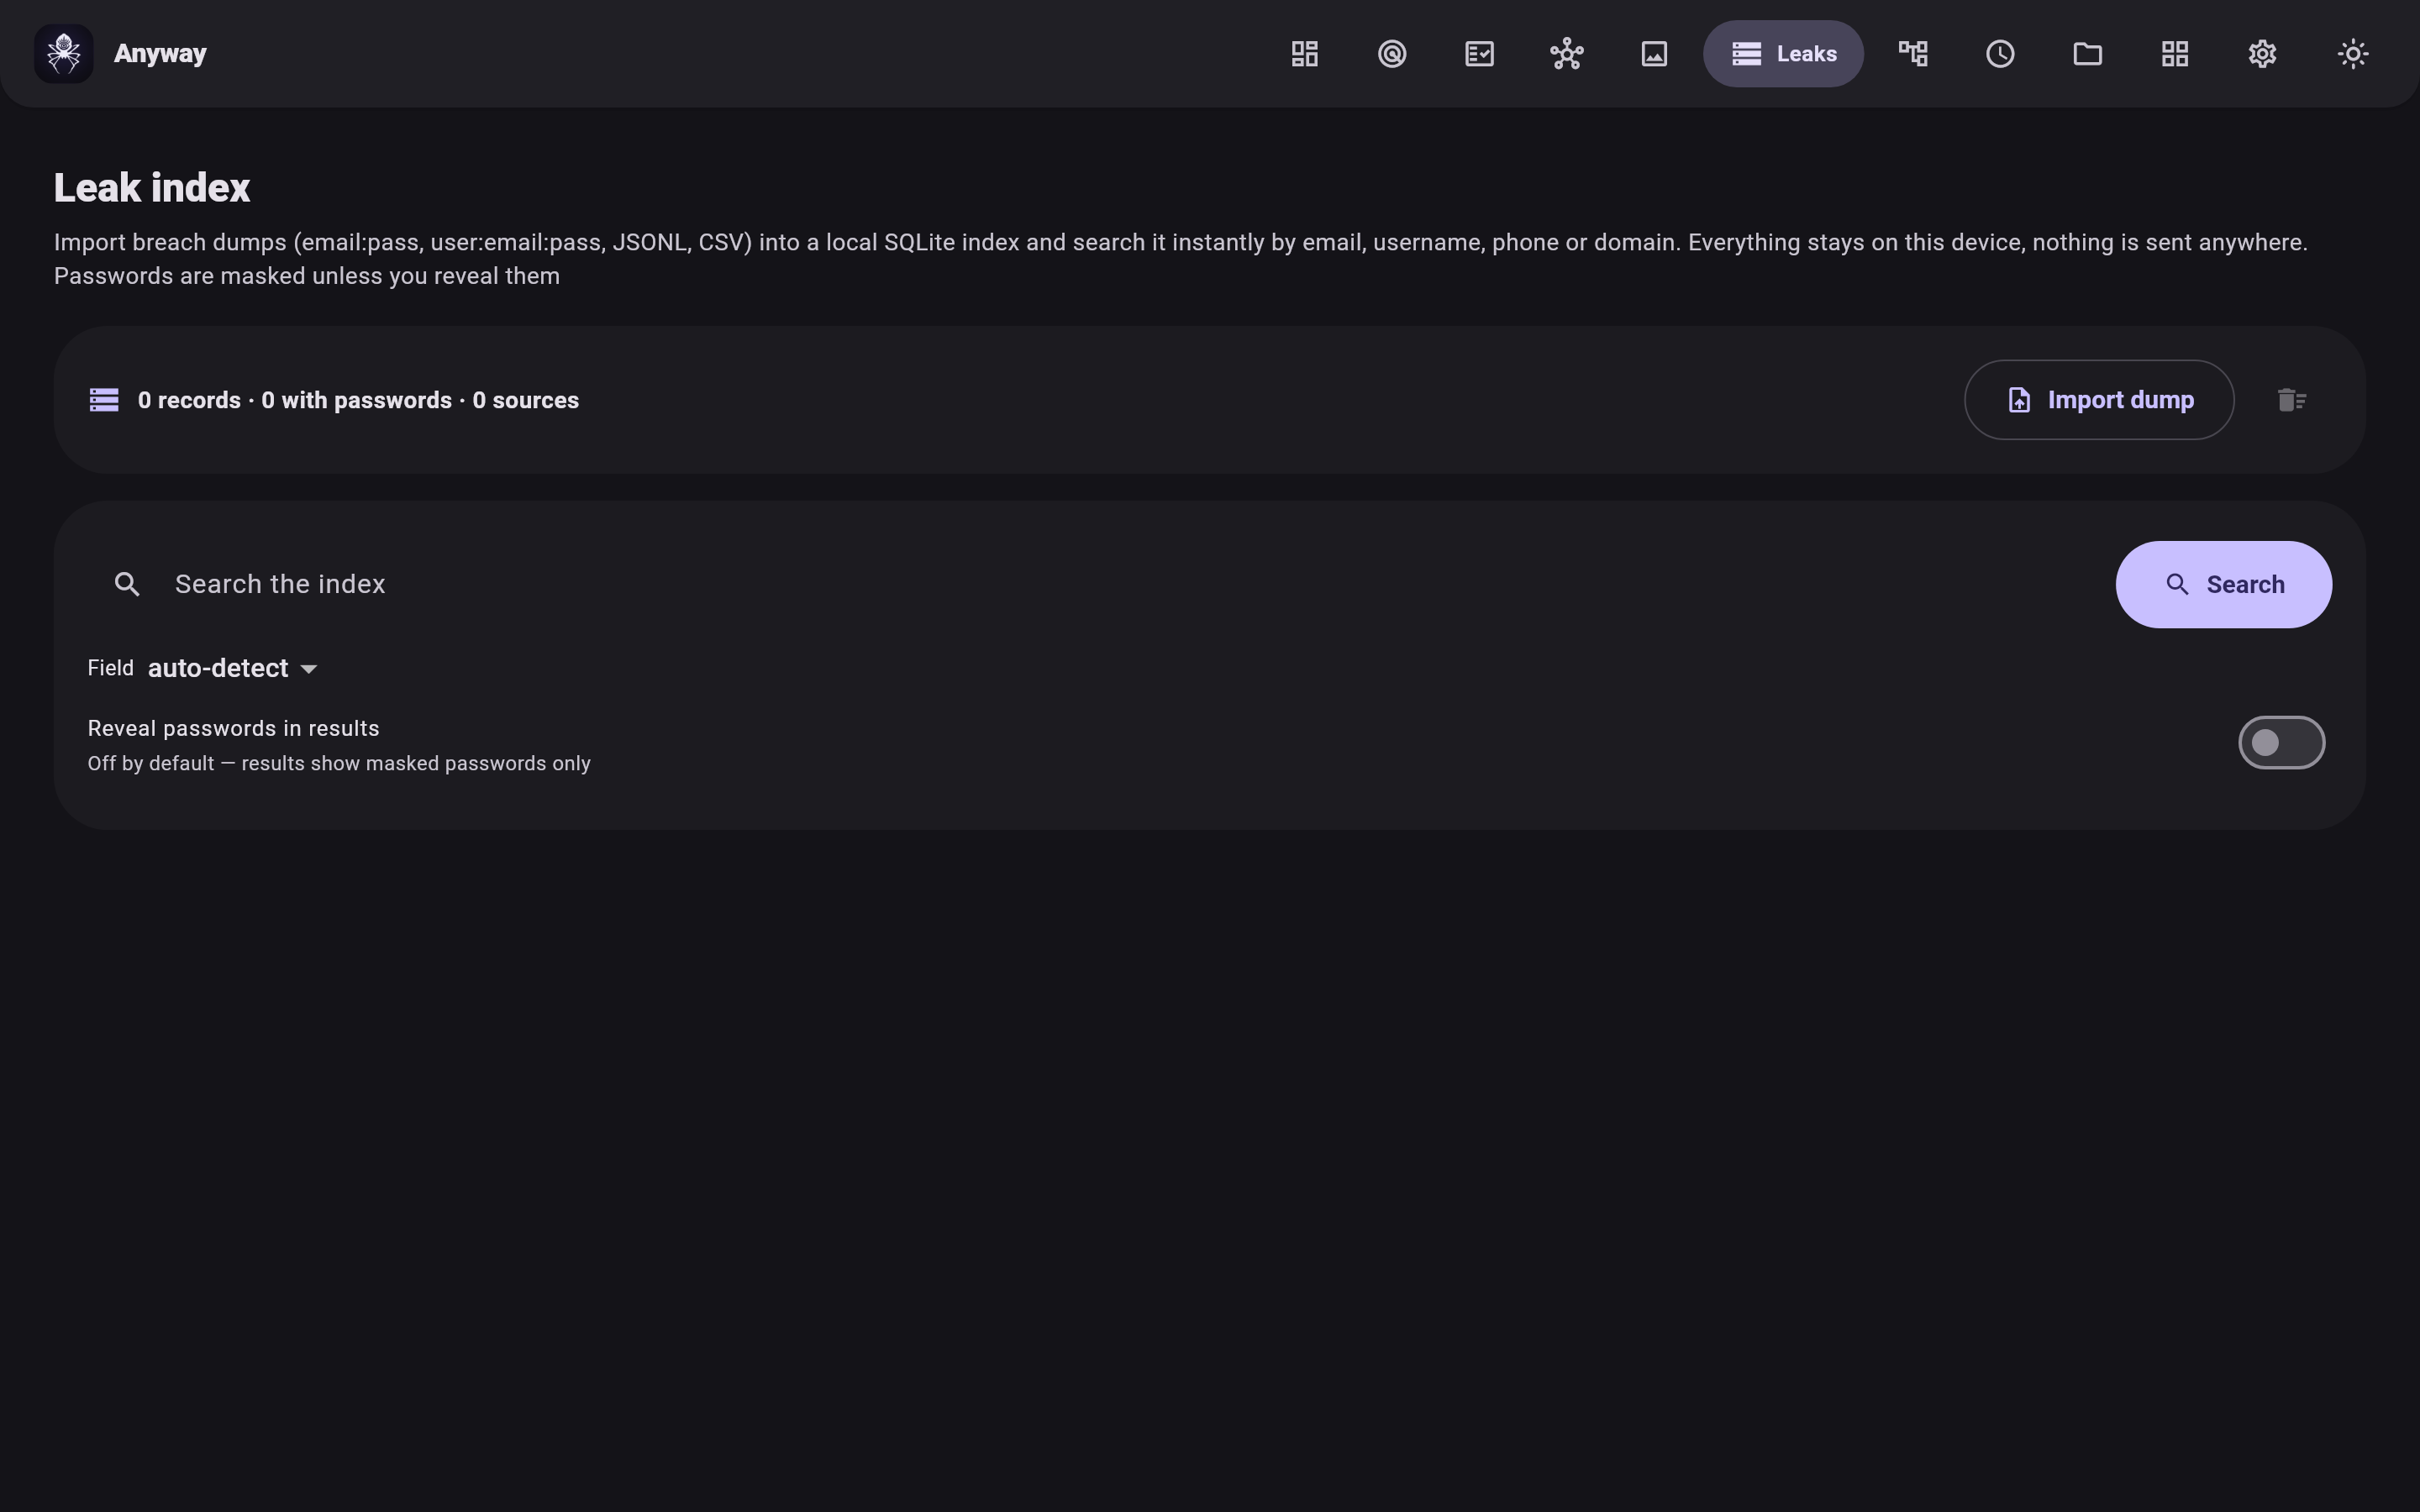 Anyway
Leaks
Leak index
Import breach dumps (email:pass, user:email:pass, JSONL, CSV) into a local SQLite index and search it instantly by email, username, phone or domain. Everything stays on this device, nothing is sent anywhere.
Passwords are masked unless you reveal them
0 records · 0 with passwords · 0 sources
Import dump
Search the index
Search
Field auto-detect
Reveal passwords in results
Off by default — results show masked passwords only